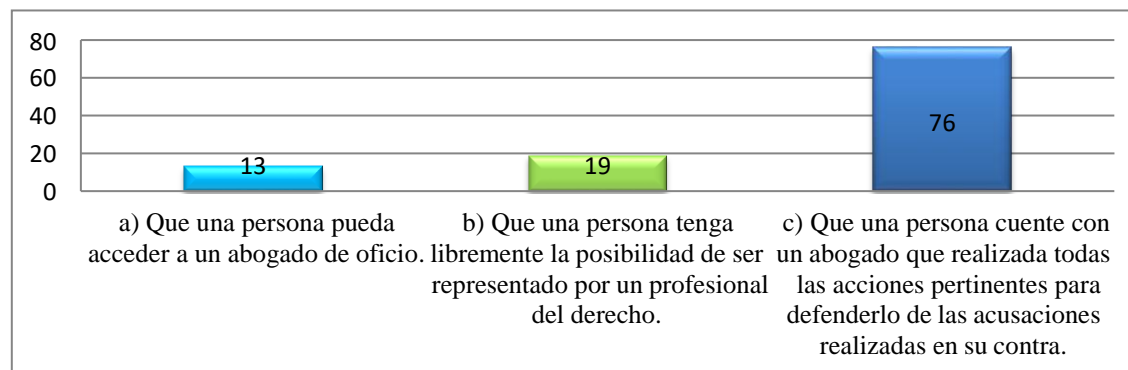 80
60
40
20
0
13
19
76
a) Que una persona pueda
acceder a un abogado de oficio.
b) Que una persona tenga
libremente la posibilidad de ser
representado por un profesional
del derecho.
c) Que una persona cuente con
un abogado que realizada todas
las acciones pertinentes para
defenderlo de las acusaciones
realizadas en su contra.